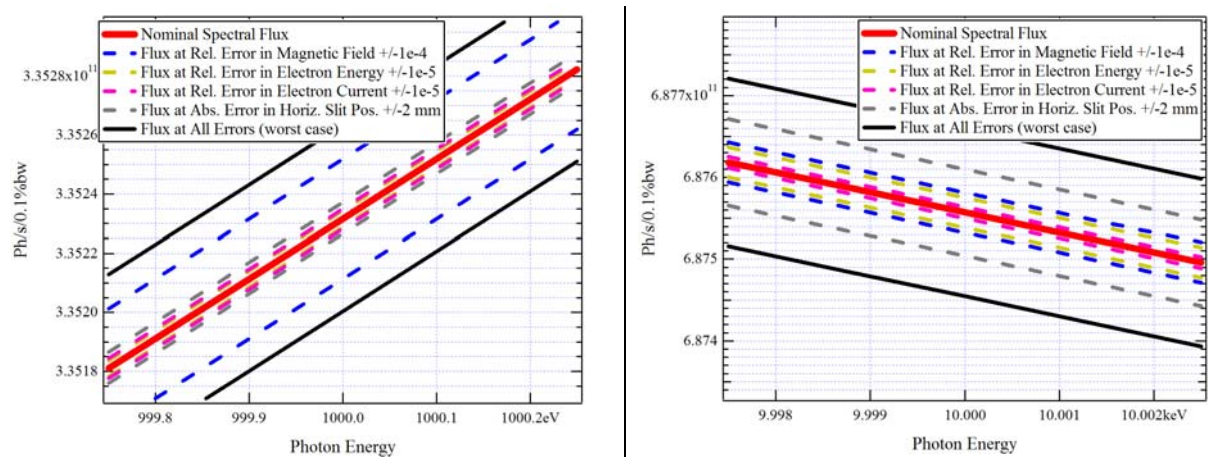 Nominal Spectral Flux
Flux at Rel. Error in Magnetic Field +/-1e-4
Flux at Rel. Error in Electron Energy +/-1e-5
Flux at Rel. Error in Electron Current +/-1e-5
Flux at Abs. Error in Horiz. Slit Pos. +/-2 mm
Flux at All Errors (worst case)
3.3528x10^11
3.3526
3.3524
3.3522
3.3520
3.3518
Ph/s/0.1%bw
999.8 999.9 1000.0 1000.1 1000.2eV
Photon Energy
Nominal Spectral Flux
Flux at Rel. Error in Magnetic Field +/-1e-4
Flux at Rel. Error in Electron Energy +/-1e-5
Flux at Rel. Error in Electron Current +/-1e-5
Flux at Abs. Error in Horiz. Slit Pos. +/-2 mm
Flux at All Errors (worst case)
6.877x10^11
6.876
6.875
6.874
Ph/s/0.1%bw
9.998 9.999 10.000 10.001 10.002keV
Photon Energy